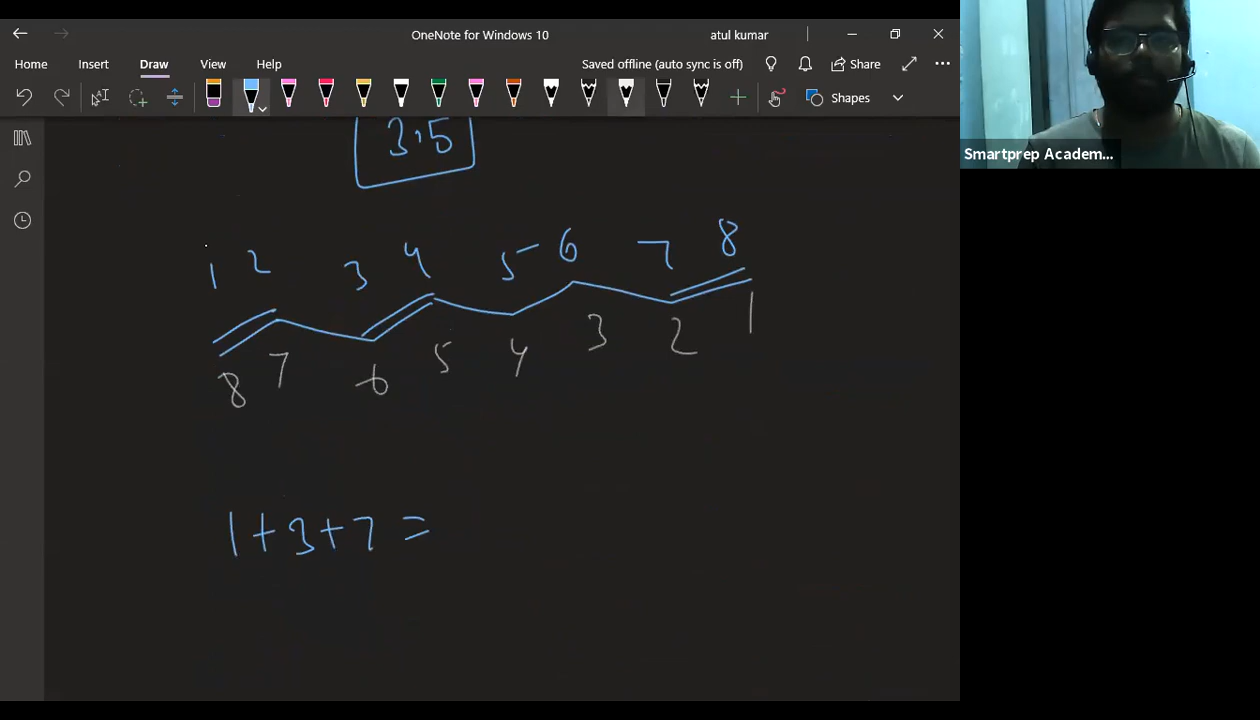 OneNote for Windows 10
atul kumar
Home Insert Draw View Help
Saved offline (auto sync is off)
Share
Shapes
Smartprep Academ...
3,5
1 2 3 4 5 6 7 8
8 7 6 5 4 3 2 1
1+3+7 =